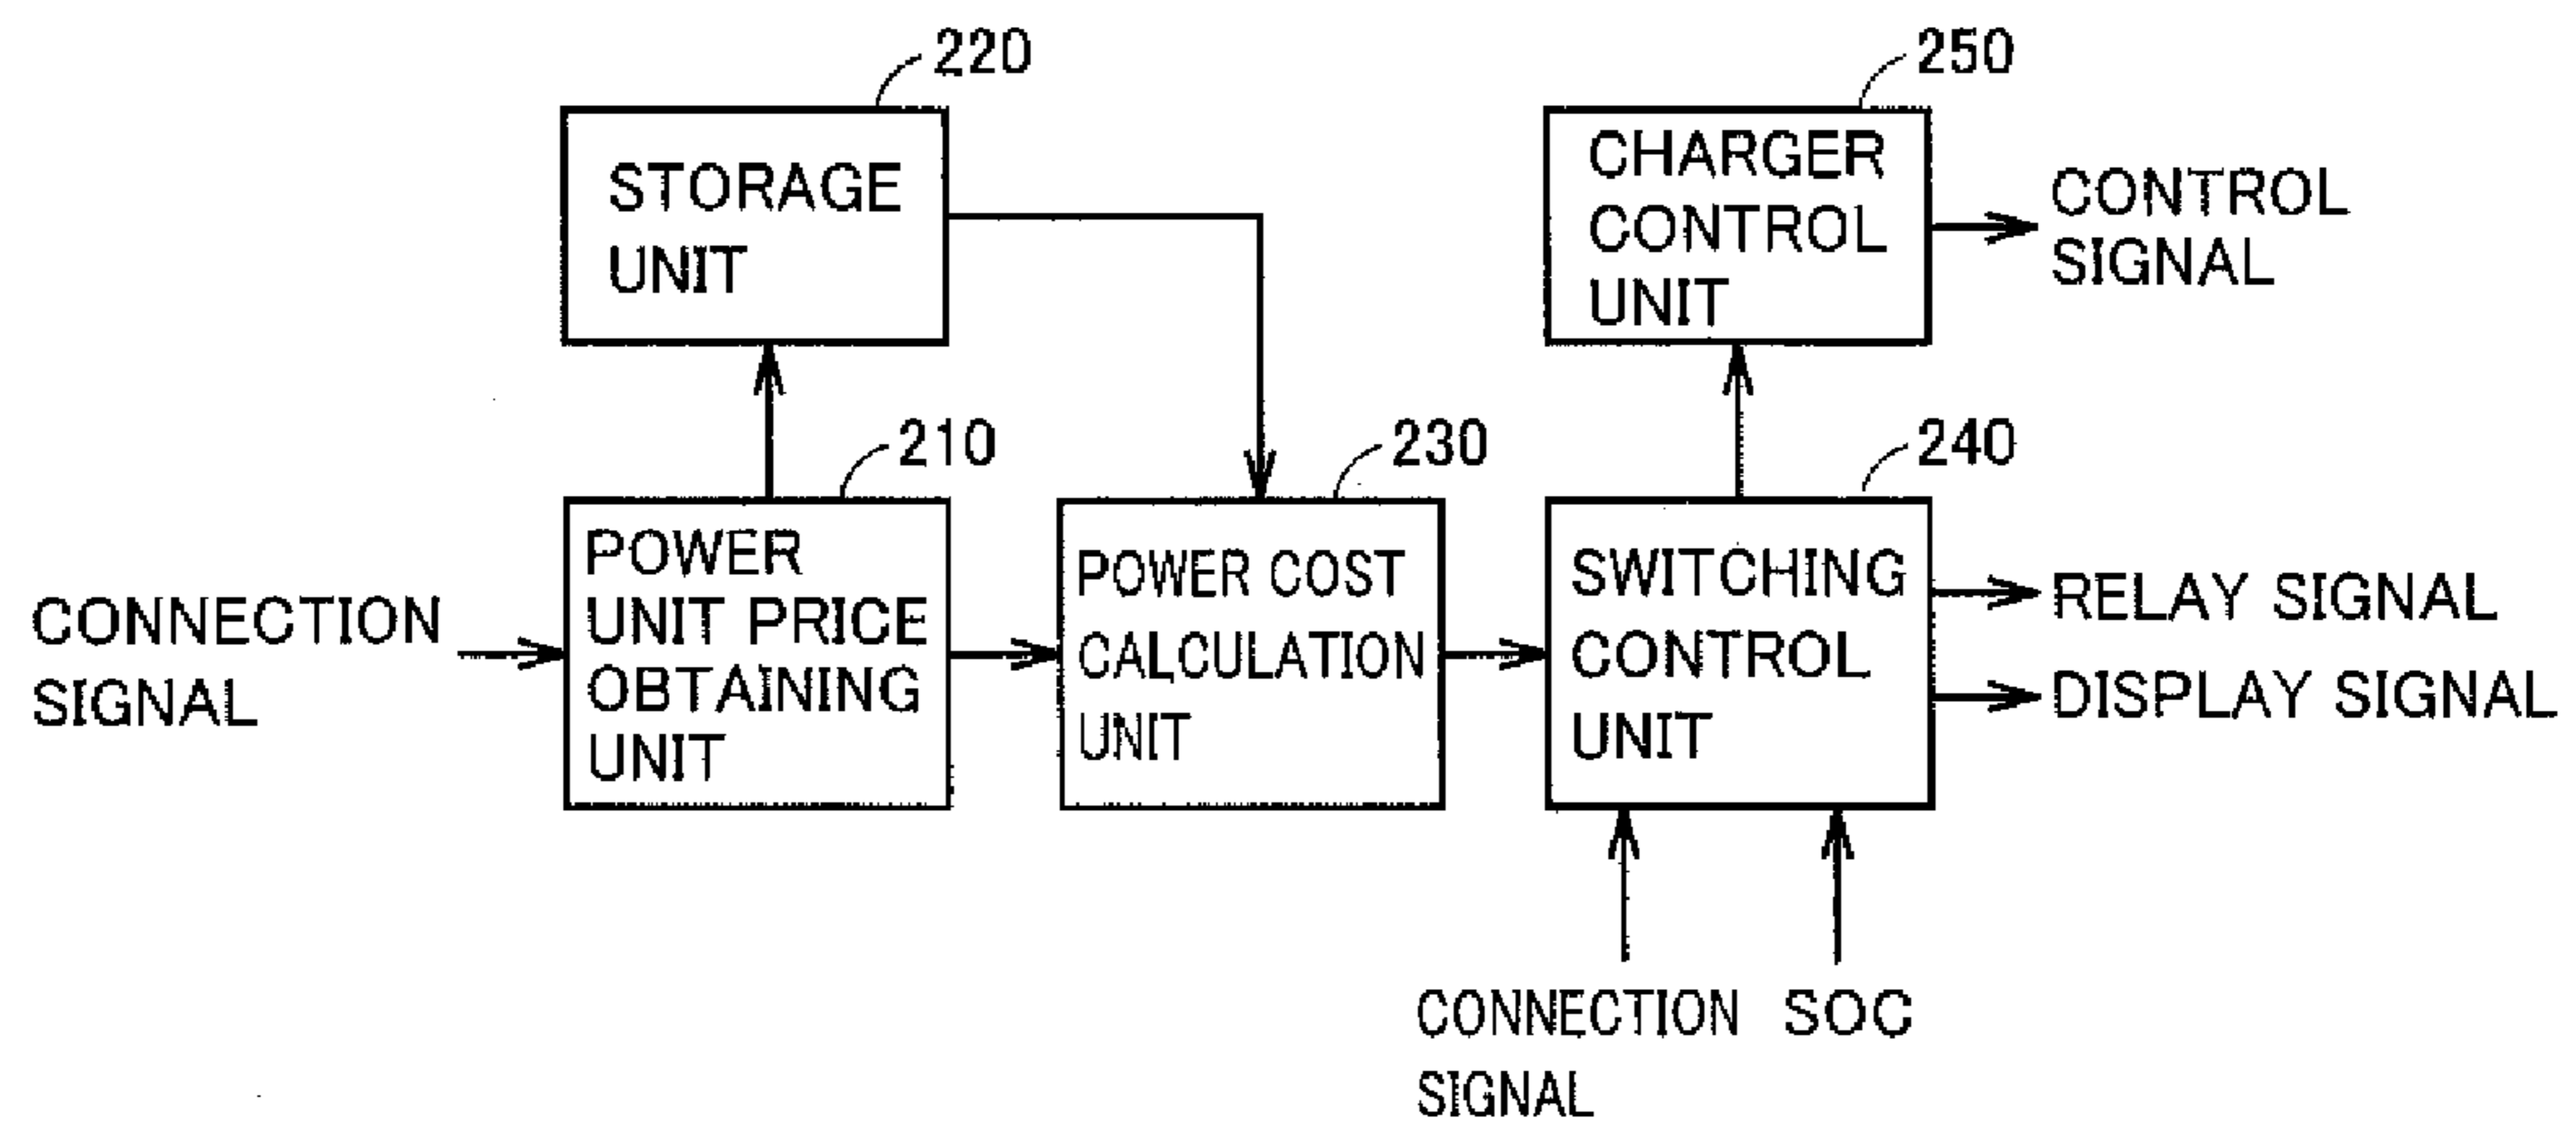 220
STORAGE
UNIT
250
CHARGER
CONTROL
UNIT
CONTROL
SIGNAL
CONNECTION
SIGNAL
210
POWER
UNIT PRICE
OBTAINING
UNIT
230
POWER COST
CALCULATION
UNIT
240
SWITCHING
CONTROL
UNIT
RELAY SIGNAL
DISPLAY SIGNAL
CONNECTION
SIGNAL
SOC